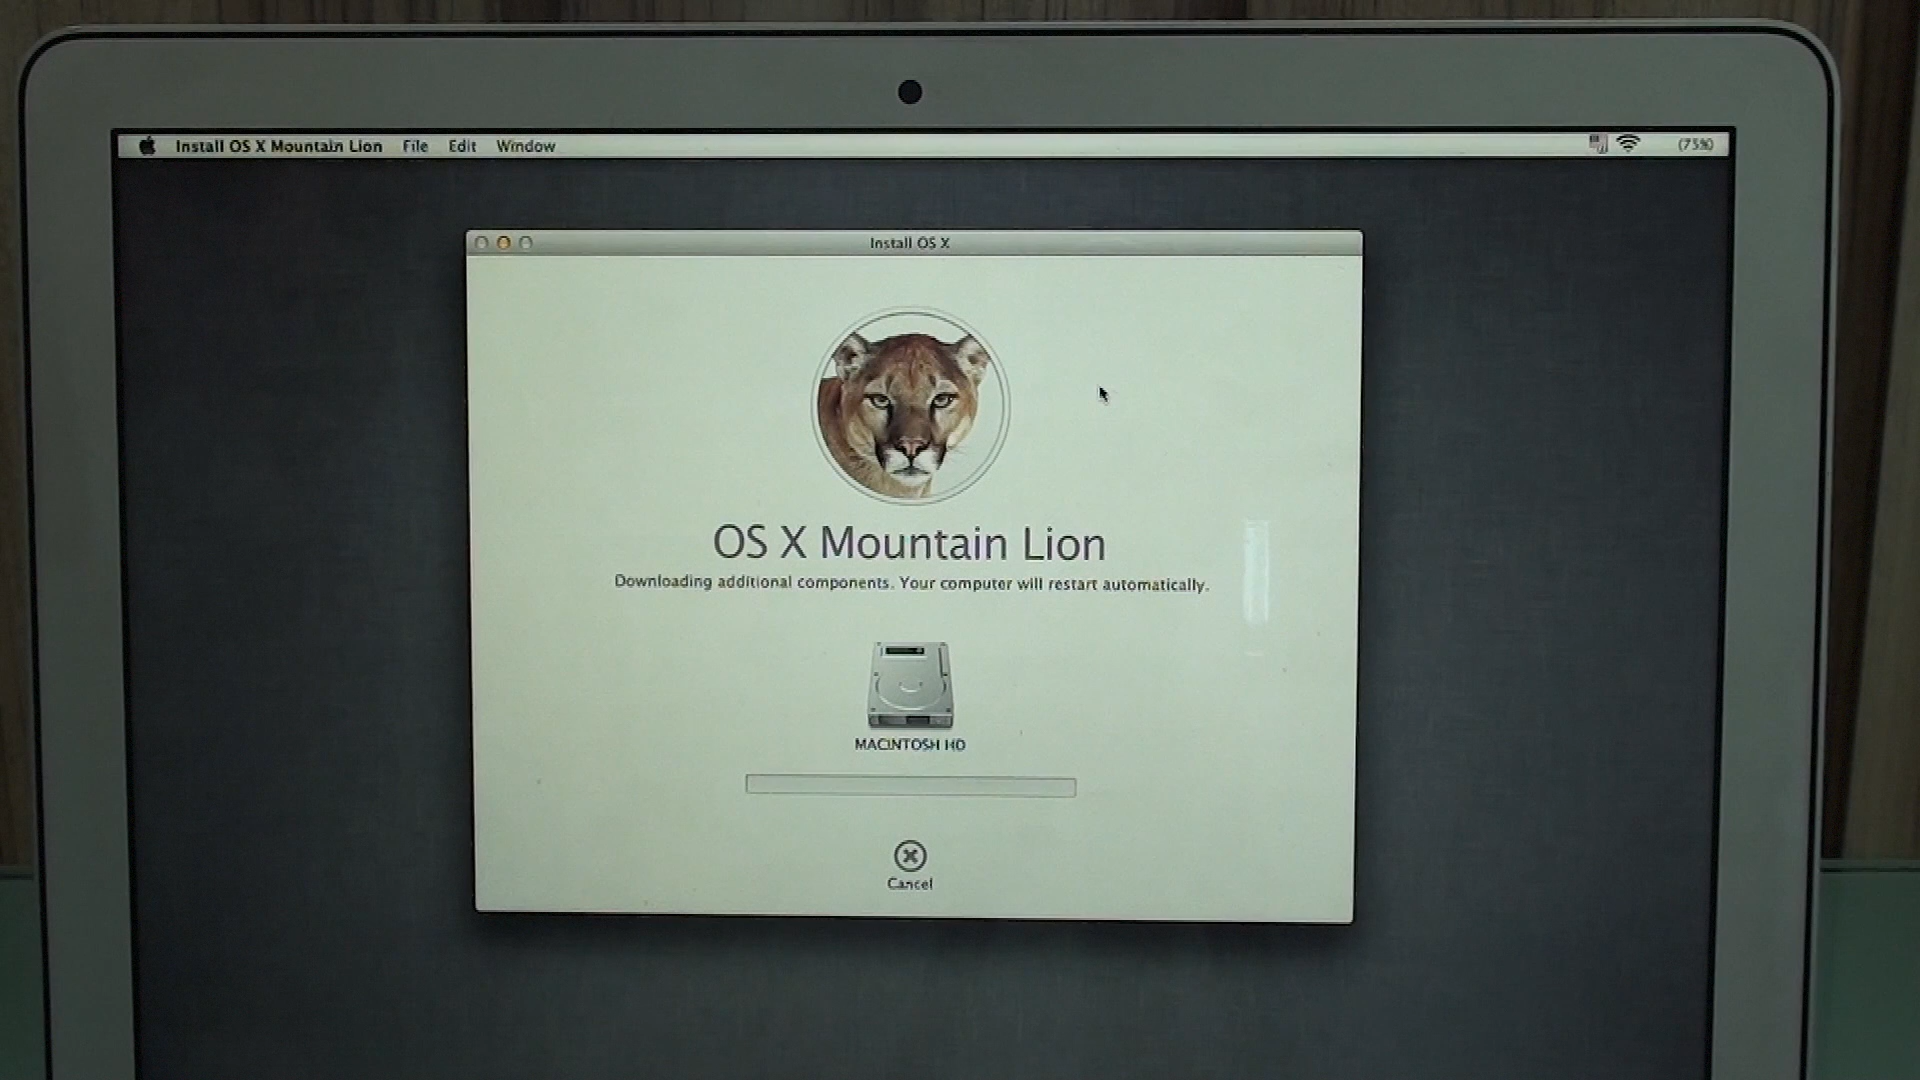 Install OS X Mountain Lion File Edit Window (75%)
Install OS X
OS X Mountain Lion
Downloading additional components. Your computer will restart automatically.
MACINTOSH HD
Cancel